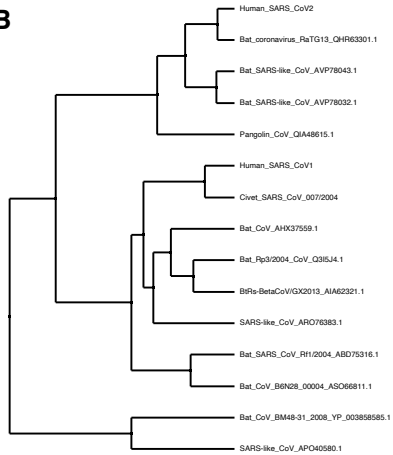 B
Human_SARS_CoV2
Bat_coronavirus_RaTG13_QHR63301.1
Bat_SARS-like_CoV_AVP78043.1
Bat_SARS-like_CoV_AVP78032.1
Pangolin_CoV_QIA48615.1
Human_SARS_CoV1
Civet_SARS_CoV_007/2004
Bat_CoV_AHX37559.1
Bat_Rp3/2004_CoV_Q3I5J4.1
BtRs-BetaCoV/GX2013_AIA62321.1
SARS-like_CoV_ARO76383.1
Bat_SARS_CoV_Rf1/2004_ABD75316.1
Bat_CoV_B6N28_00004_ASO66811.1
Bat_CoV_BM48-31_2008_YP_003858585.1
SARS-like_CoV_APO40580.1